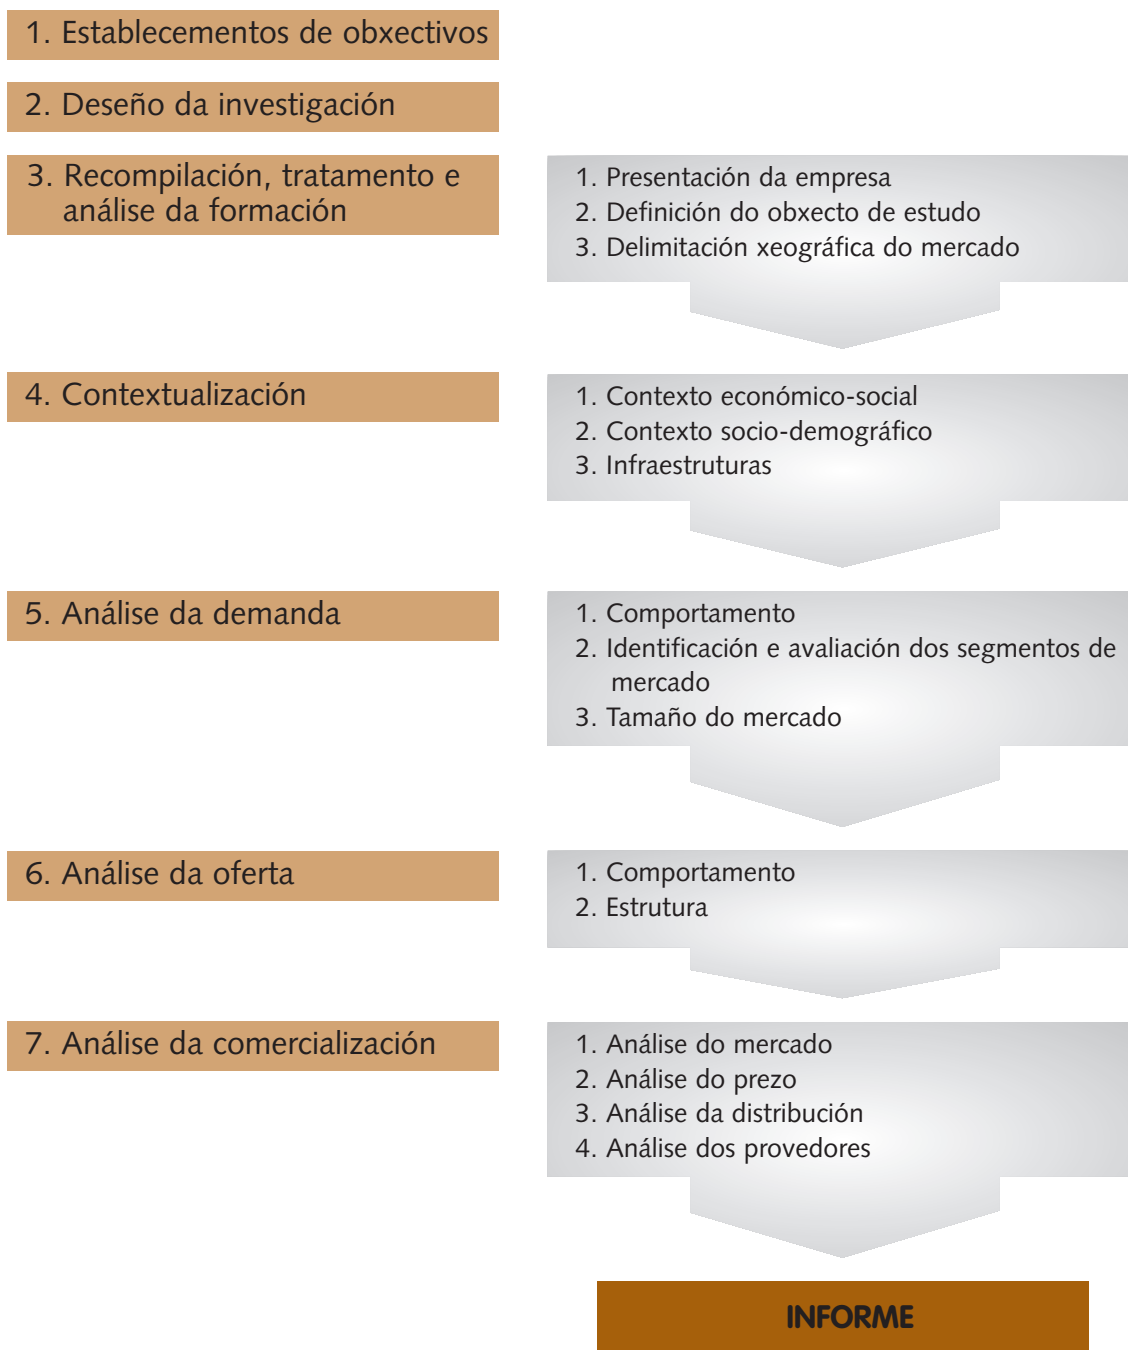 1. Establecementos de obxectivos
2. Deseño da investigación
3. Recompilación, tratamento e
análise da formación
1. Presentación da empresa
2. Definición do obxecto de estudo
3. Delimitación xeográfica do mercado
4. Contextualización
1. Contexto económico-social
2. Contexto socio-demográfico
3. Infraestruturas
5. Análise da demanda
1. Comportamento
2. Identificación e avaliación dos segmentos de
mercado
3. Tamaño do mercado
6. Análise da oferta
1. Comportamento
2. Estrutura
7. Análise da comercialización
1. Análise do mercado
2. Análise do prezo
3. Análise da distribución
4. Análise dos provedores
INFORME